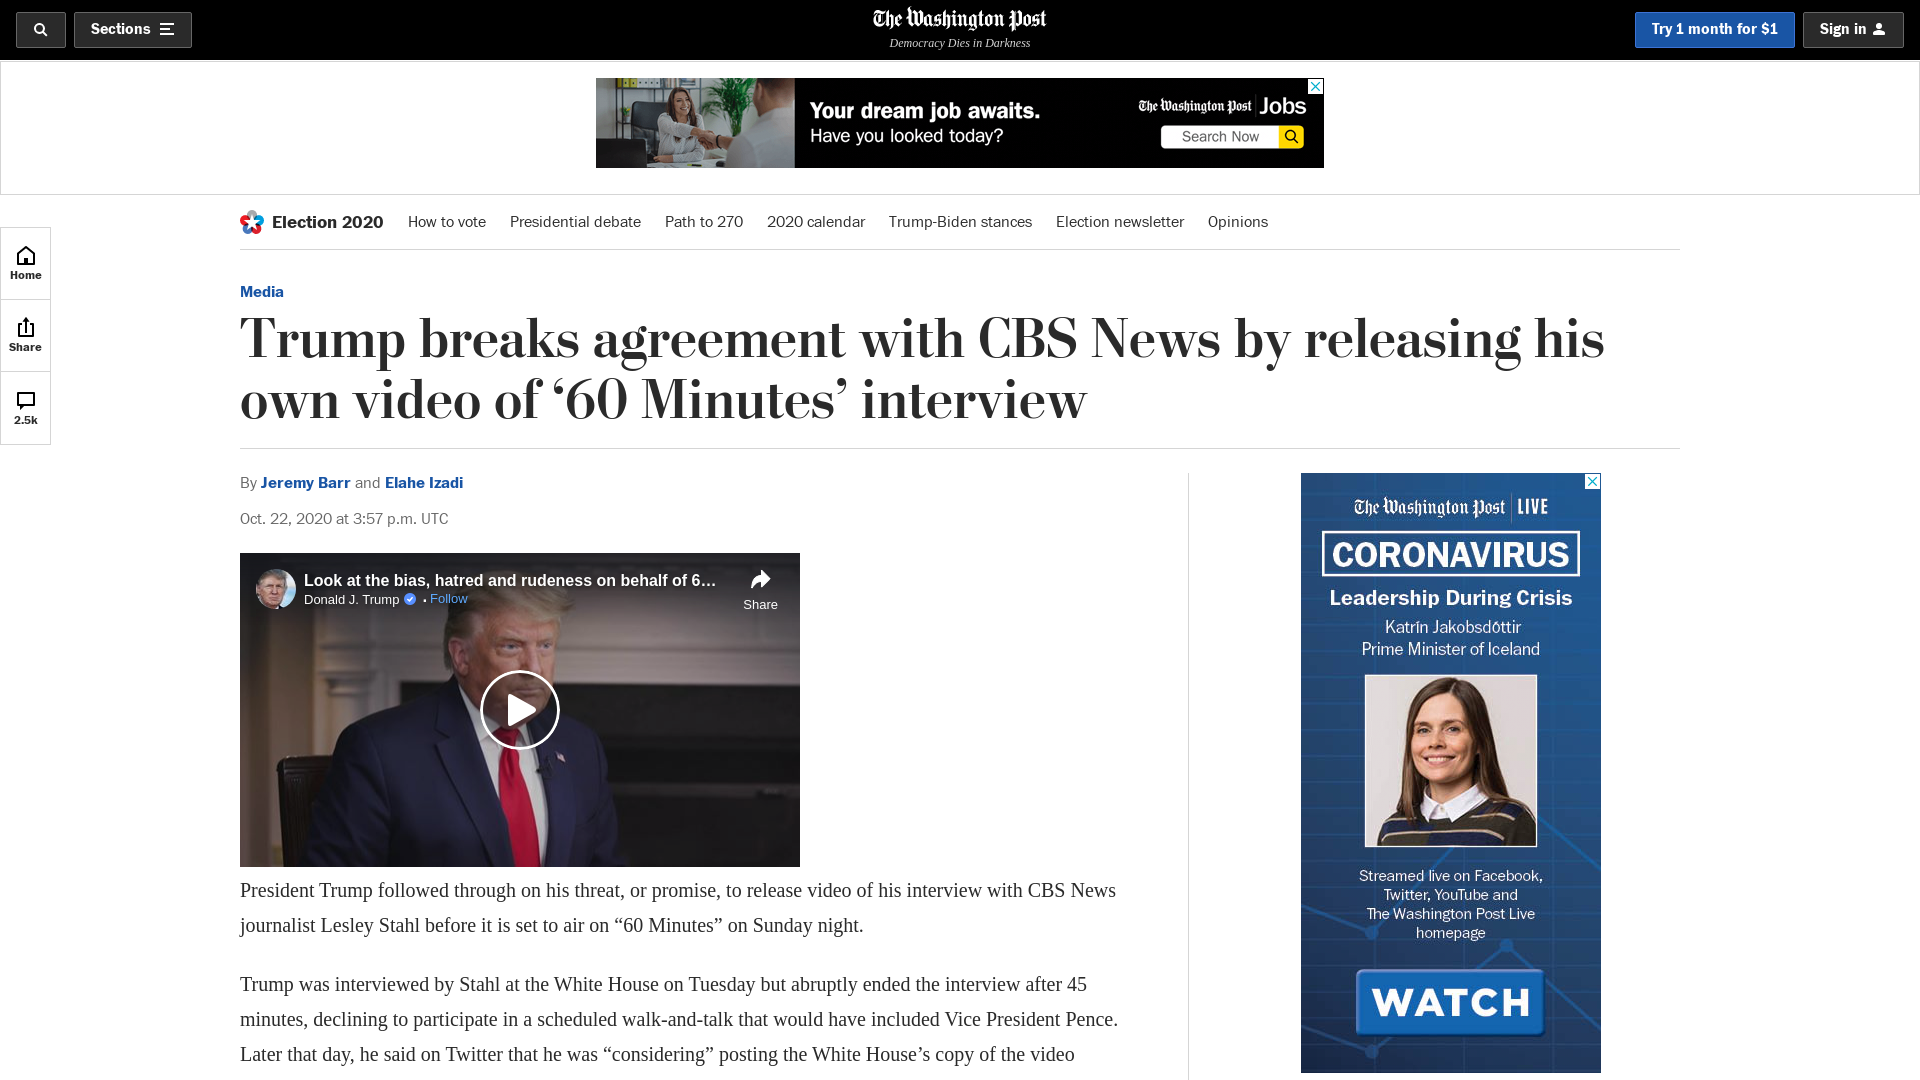 Sections
The Washington Post
Democracy Dies in Darkness
Try 1 month for $1
Sign in
Your dream job awaits.
Have you looked today?
The Washington Post Jobs
Search Now
Election 2020
How to vote
Presidential debate
Path to 270
2020 calendar
Trump-Biden stances
Election newsletter
Opinions
Home
Share
2.5k
Media
Trump breaks agreement with CBS News by releasing his
own video of ‘60 Minutes’ interview
By Jeremy Barr and Elahe Izadi
Oct. 22, 2020 at 3:57 p.m. UTC
Look at the bias, hatred and rudeness on behalf of 6…
Donald J. Trump · Follow
Share
President Trump followed through on his threat, or promise, to release video of his interview with CBS News
journalist Lesley Stahl before it is set to air on “60 Minutes” on Sunday night.
Trump was interviewed by Stahl at the White House on Tuesday but abruptly ended the interview after 45
minutes, declining to participate in a scheduled walk-and-talk that would have included Vice President Pence.
Later that day, he said on Twitter that he was “considering” posting the White House’s copy of the video
The Washington Post LIVE
CORONAVIRUS
Leadership During Crisis
Katrín Jakobsdóttir
Prime Minister of Iceland
Streamed live on Facebook,
Twitter, YouTube and
The Washington Post Live
homepage
WATCH